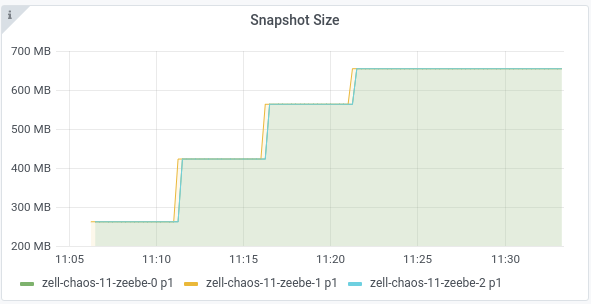 i
Snapshot Size
700 MB
600 MB
500 MB
400 MB
300 MB
200 MB
11:05 11:10 11:15 11:20 11:25 11:30
zell-chaos-11-zeebe-0 p1 zell-chaos-11-zeebe-1 p1 zell-chaos-11-zeebe-2 p1